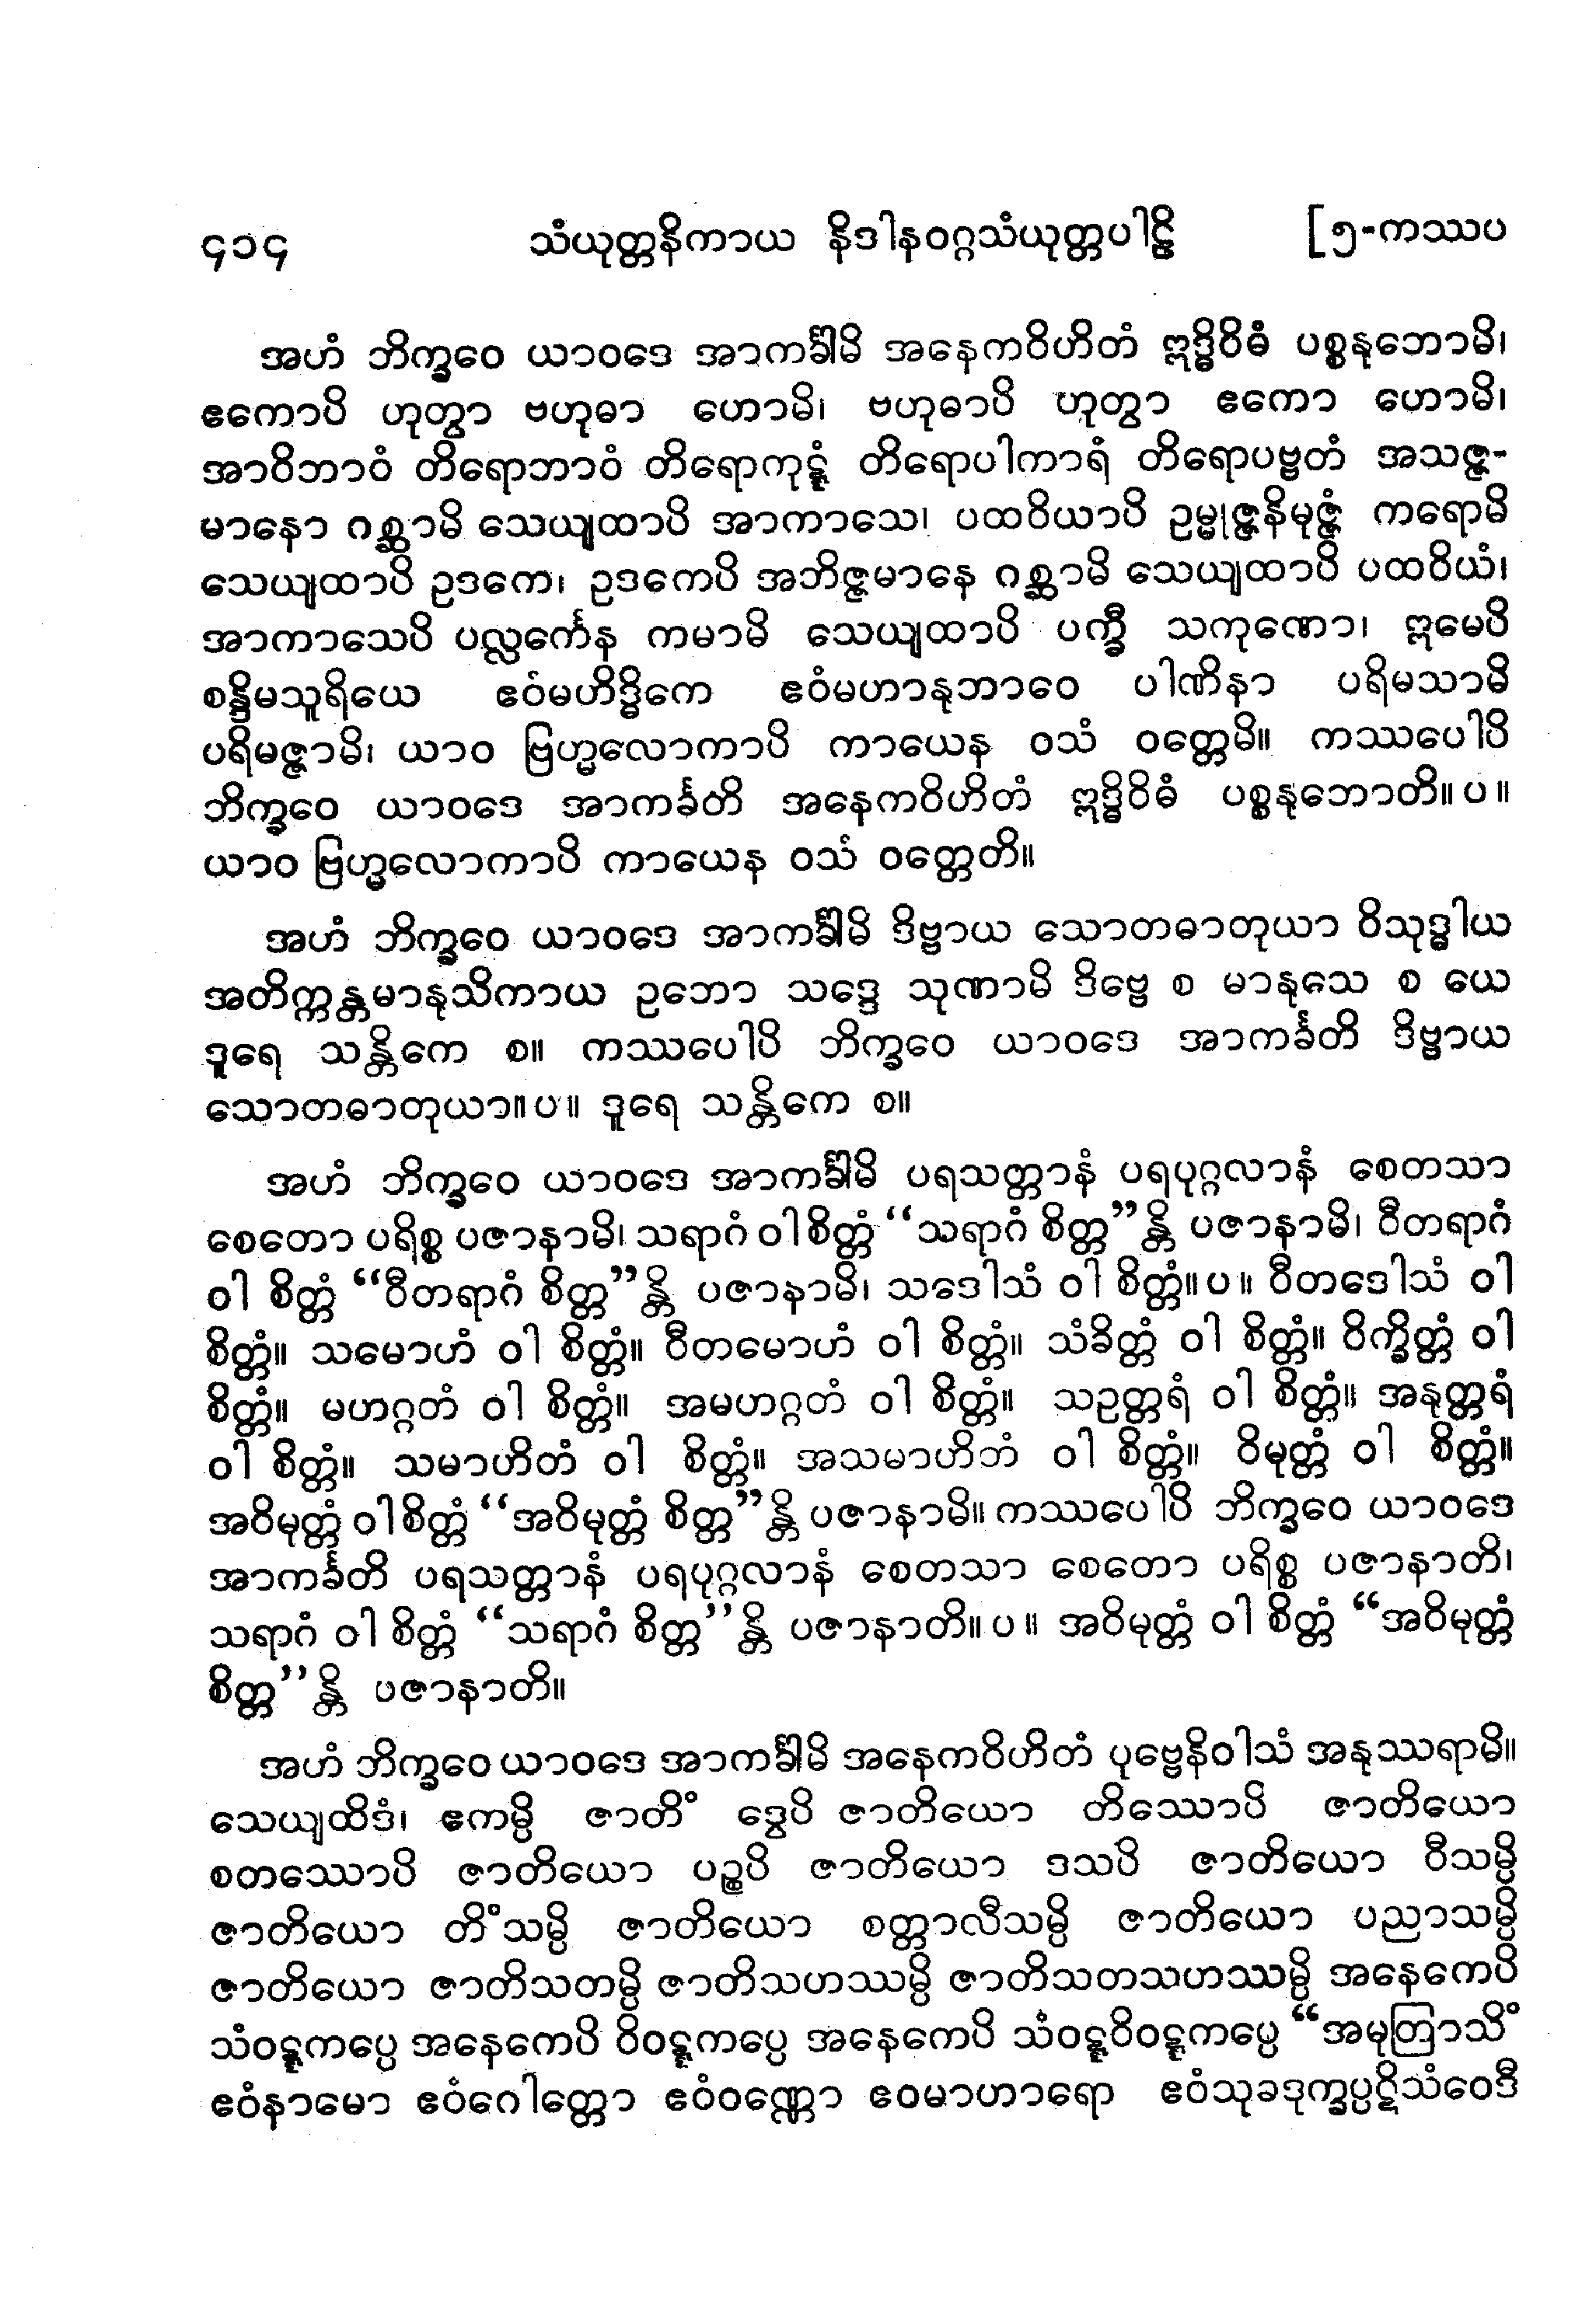 ၄၁၄ သံယုတ္တနိကာယ နိဒါနဝဂ္ဂသံယုတ္တပါဠိ [၅-ကဿပ
အဟံ ဘိက္ခဝေ ယာဝဒေ အာကင်္ခါမိ အနေကဝိဟိတံ ဣဒ္ဓိဝိဓံ ပစ္စနုဘောမိ၊
ဧကောပိ ဟုတွာ ဗဟုဓာ ဟောမိ၊ ဗဟုဓာပိ ဟုတွာ ဧကော ဟောမိ၊
အာဝိဘာဝံ တိရောဘာဝံ တိရောကုဋ္ဋံ တိရောပါကာရံ တိရောပဗ္ဗတံ အသဇ္ဇ-
မာနော ဂစ္ဆာမိ သေယျထာပိ အာကာသေ၊ ပထဝိယာပိ ဥမ္မုဇ္ဇနိမုဇ္ဇံ ကရောမိ
သေယျထာပိ ဥဒကေ၊ ဥဒကေပိ အဘိဇ္ဇမာနေ ဂစ္ဆာမိ သေယျထာပိ ပထဝိယံ၊
အာကာသေပိ ပလ္လင်္ကေန ကမာမိ သေယျထာပိ ပက္ခီ သကုဏော၊ ဣမေပိ
စန္ဒိမသူရိယေ ဧဝံမဟိဒ္ဓိကေ ဧဝံမဟာနုဘာဝေ ပါဏိနာ ပရိမသာမိ
ပရိမဇ္ဇာမိ၊ ယာဝ ဗြဟ္မလောကာပိ ကာယေန ဝသံ ဝတ္တေမိ။ ကဿပေါပိ
ဘိက္ခဝေ ယာဝဒေ အာကင်္ခတိ အနေကဝိဟိတံ ဣဒ္ဓိဝိဓံ ပစ္စနုဘောတိ။ပ။
ယာဝ ဗြဟ္မလောကာပိ ကာယေန ဝသံ ဝတ္တေတိ။
အဟံ ဘိက္ခဝေ ယာဝဒေ အာကင်္ခါမိ ဒိဗ္ဗာယ သောတဓာတုယာ ဝိသုဒ္ဓါယ
အတိက္ကန္တမာနုသိကာယ ဥဘော သဒ္ဒေ သုဏာမိ ဒိဗ္ဗေ စ မာနုသေ စ ယေ
ဒူရေ သန္တိကေ စ။ ကဿပေါပိ ဘိက္ခဝေ ယာဝဒေ အာကင်္ခတိ ဒိဗ္ဗာယ
သောတဓာတုယာ။ပ။ ဒူရေ သန္တိကေ စ။
အဟံ ဘိက္ခဝေ ယာဝဒေ အာကင်္ခါမိ ပရသတ္တာနံ ပရပုဂ္ဂလာနံ စေတသာ
စေတော ပရိစ္စ ပဇာနာမိ၊ သရာဂံ ဝါ စိတ္တံ “သရာဂံ စိတ္တ”န္တိ ပဇာနာမိ၊ ဝီတရာဂံ
ဝါ စိတ္တံ “ဝီတရာဂံ စိတ္တ”န္တိ ပဇာနာမိ၊ သဒေါသံ ဝါ စိတ္တံ။ပ။ ဝီတဒေါသံ ဝါ
စိတ္တံ။ သမောဟံ ဝါ စိတ္တံ။ ဝီတမောဟံ ဝါ စိတ္တံ။ သံခိတ္တံ ဝါ စိတ္တံ။ ဝိက္ခိတ္တံ ဝါ
စိတ္တံ။ မဟဂ္ဂတံ ဝါ စိတ္တံ။ အမဟဂ္ဂတံ ဝါ စိတ္တံ။ သဥတ္တရံ ဝါ စိတ္တံ။ အနုတ္တရံ
ဝါ စိတ္တံ။ သမာဟိတံ ဝါ စိတ္တံ။ အသမာဟိတံ ဝါ စိတ္တံ။ ဝိမုတ္တံ ဝါ စိတ္တံ။
အဝိမုတ္တံ ဝါ စိတ္တံ “အဝိမုတ္တံ စိတ္တ”န္တိ ပဇာနာမိ။ ကဿပေါပိ ဘိက္ခဝေ ယာဝဒေ
အာကင်္ခတိ ပရသတ္တာနံ ပရပုဂ္ဂလာနံ စေတသာ စေတော ပရိစ္စ ပဇာနာတိ၊
သရာဂံ ဝါ စိတ္တံ “သရာဂံ စိတ္တ”န္တိ ပဇာနာတိ။ပ။ အဝိမုတ္တံ ဝါ စိတ္တံ “အဝိမုတ္တံ
စိတ္တ”န္တိ ပဇာနာတိ။
အဟံ ဘိက္ခဝေ ယာဝဒေ အာကင်္ခါမိ အနေကဝိဟိတံ ပုဗ္ဗေနိဝါသံ အနုဿရာမိ။
သေယျထိဒံ၊ ဧကမ္ပိ ဇာတိံ ဒွေပိ ဇာတိယော တိဿောပိ ဇာတိယော
စတဿောပိ ဇာတိယော ပဉ္စပိ ဇာတိယော ဒသပိ ဇာတိယော ဝီသမ္ပိ
ဇာတိယော တိံသမ္ပိ ဇာတိယော စတ္တာလီသမ္ပိ ဇာတိယော ပညာသမ္ပိ
ဇာတိယော ဇာတိသတမ္ပိ ဇာတိသဟဿမ္ပိ ဇာတိသတသဟဿမ္ပိ အနေကေပိ
သံဝဋ္ဋကပ္ပေ အနေကေပိ ဝိဝဋ္ဋကပ္ပေ အနေကေပိ သံဝဋ္ဋဝိဝဋ္ဋကပ္ပေ “အမုတြာသိံ
ဧဝံနာမော ဧဝံဂေါတ္တော ဧဝံဝဏ္ဏော ဧဝမာဟာရော ဧဝံသုခဒုက္ခပ္ပဋိသံဝေဒီ